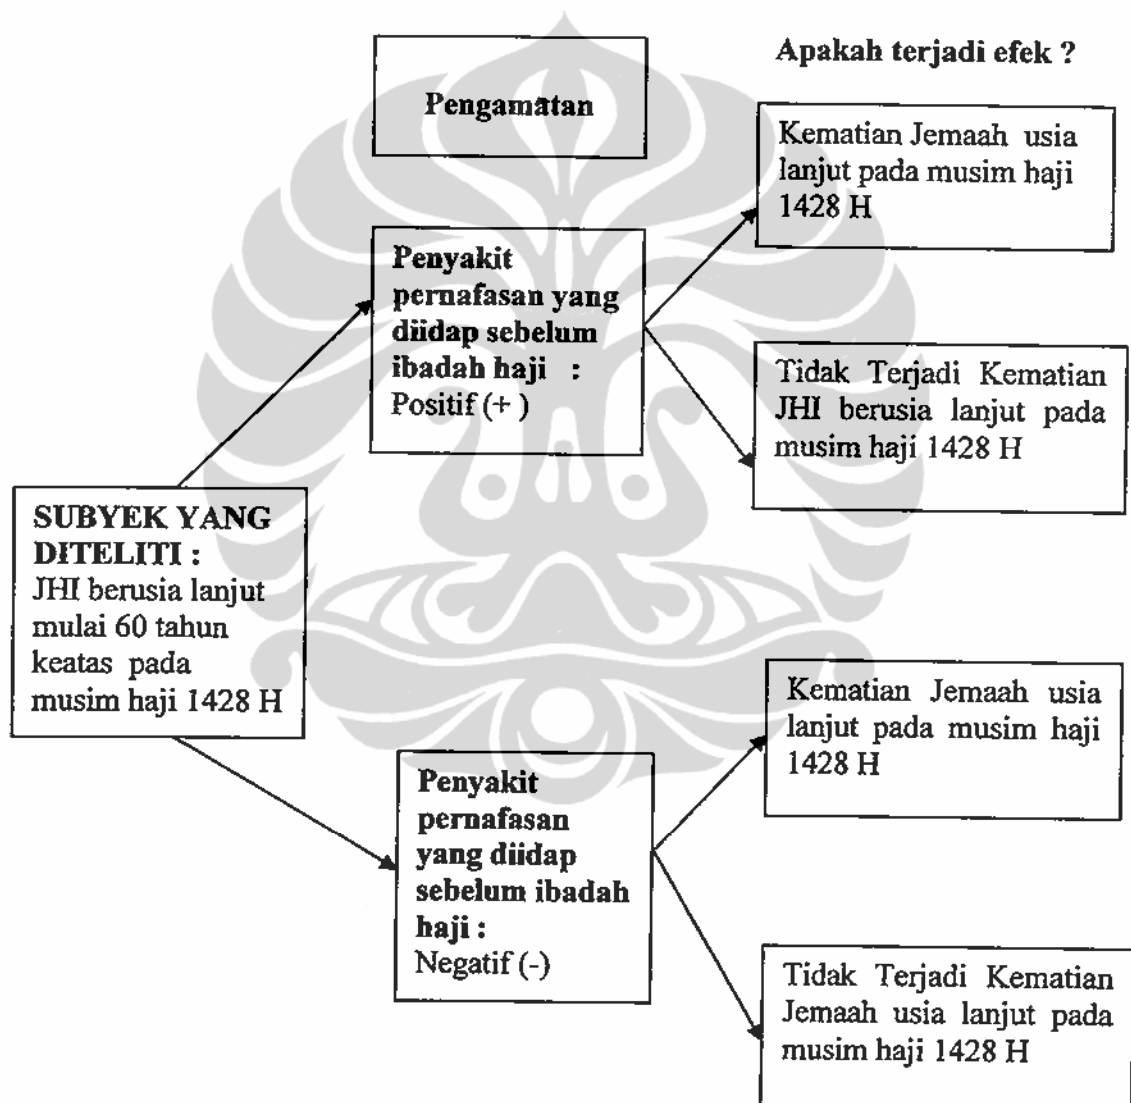 Pengamatan
Apakah terjadi efek ?
Kematian Jemaah usia
lanjut pada musim haji
1428 H
Penyakit
pernafasan yang
diidap sebelum
ibadah haji :
Positif (+ )
Tidak Terjadi Kematian
JHI berusia lanjut pada
musim haji 1428 H
SUBYEK YANG
DITELITI :
JHI berusia lanjut
mulai 60 tahun
keatas pada
musim haji 1428 H
Kematian Jemaah usia
lanjut pada musim haji
1428 H
Penyakit
pernafasan
yang diidap
sebelum ibadah
haji :
Negatif (-)
Tidak Terjadi Kematian
Jemaah usia lanjut pada
musim haji 1428 H